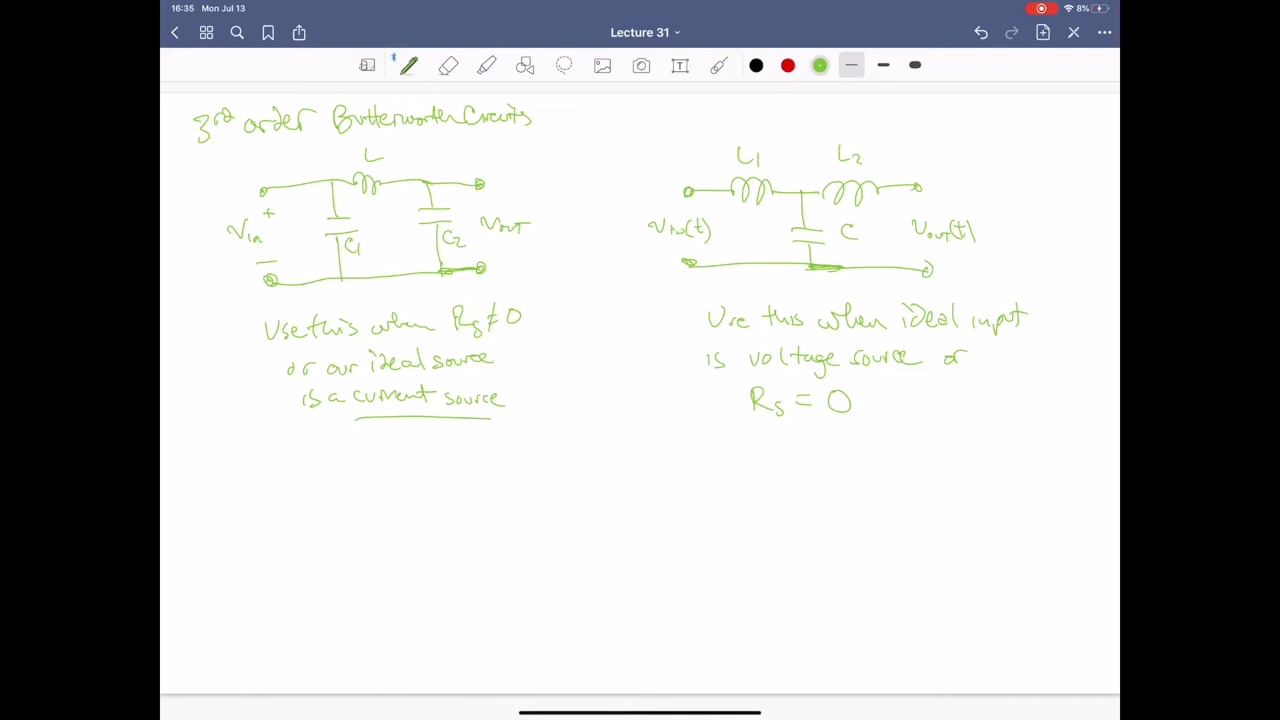 16:35 Mon Jul 13
8%
Lecture 31
T
3rd order Butterworth Circuits
L
Vin
+
−
C1
C2
Vout
L1
L2
Vin(t)
C
Vout(t)
Use this when Rs ≠ 0
or our ideal source
is a current source
Use this when ideal input
is voltage source or
Rs = 0